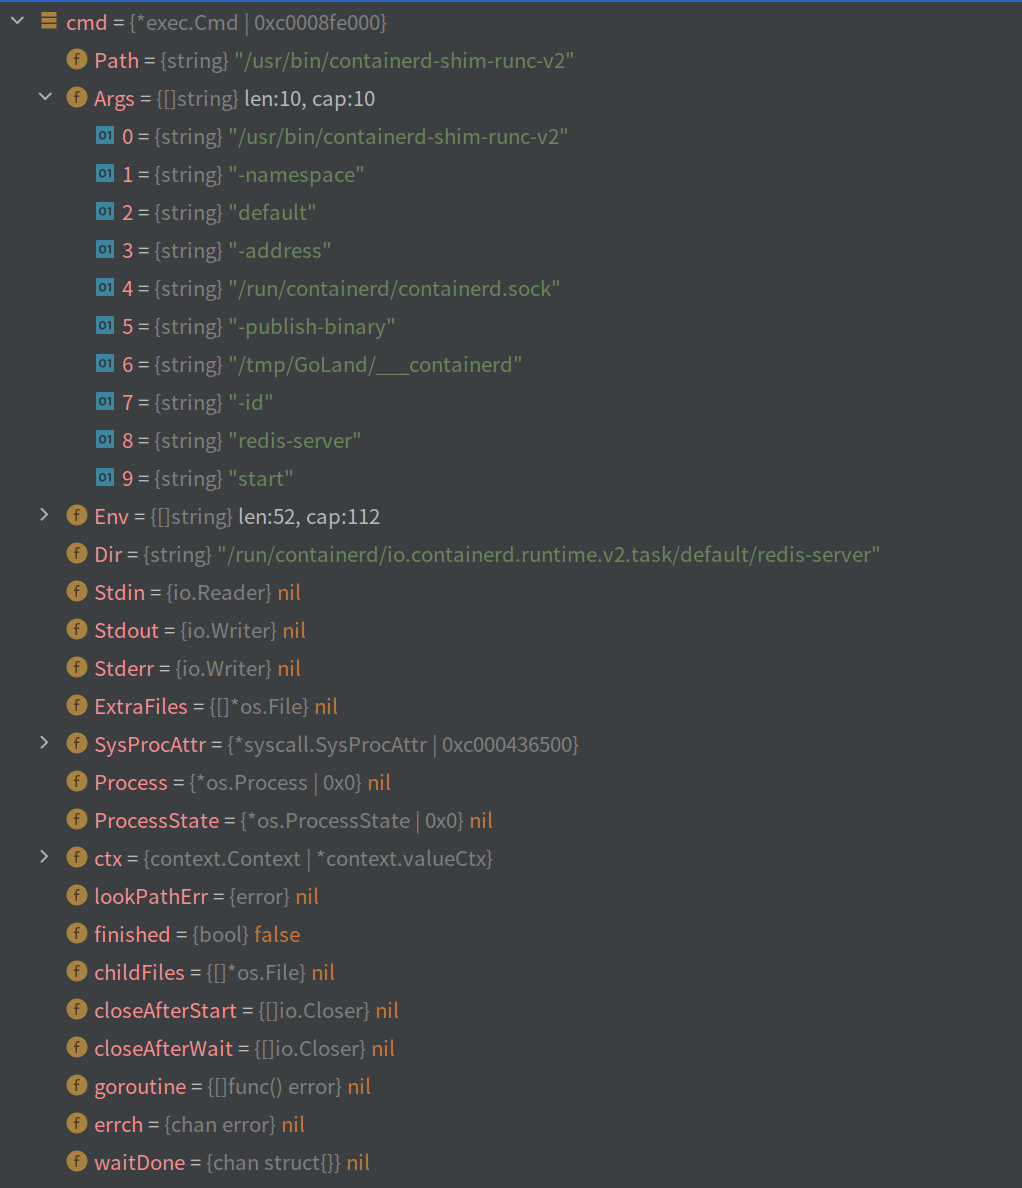 cmd = {*exec.Cmd | 0xc0008fe000}
f Path = {string} "/usr/bin/containerd-shim-runc-v2"
f Args = {[]string} len:10, cap:10
01 0 = {string} "/usr/bin/containerd-shim-runc-v2"
01 1 = {string} "-namespace"
01 2 = {string} "default"
01 3 = {string} "-address"
01 4 = {string} "/run/containerd/containerd.sock"
01 5 = {string} "-publish-binary"
01 6 = {string} "/tmp/GoLand/___containerd"
01 7 = {string} "-id"
01 8 = {string} "redis-server"
01 9 = {string} "start"
f Env = {[]string} len:52, cap:112
f Dir = {string} "/run/containerd/io.containerd.runtime.v2.task/default/redis-server"
f Stdin = {io.Reader} nil
f Stdout = {io.Writer} nil
f Stderr = {io.Writer} nil
f ExtraFiles = {[]*os.File} nil
f SysProcAttr = {*syscall.SysProcAttr | 0xc000436500}
f Process = {*os.Process | 0x0} nil
f ProcessState = {*os.ProcessState | 0x0} nil
f ctx = {context.Context | *context.valueCtx}
f lookPathErr = {error} nil
f finished = {bool} false
f childFiles = {[]*os.File} nil
f closeAfterStart = {[]io.Closer} nil
f closeAfterWait = {[]io.Closer} nil
f goroutine = {[]func() error} nil
f errch = {chan error} nil
f waitDone = {chan struct{}} nil